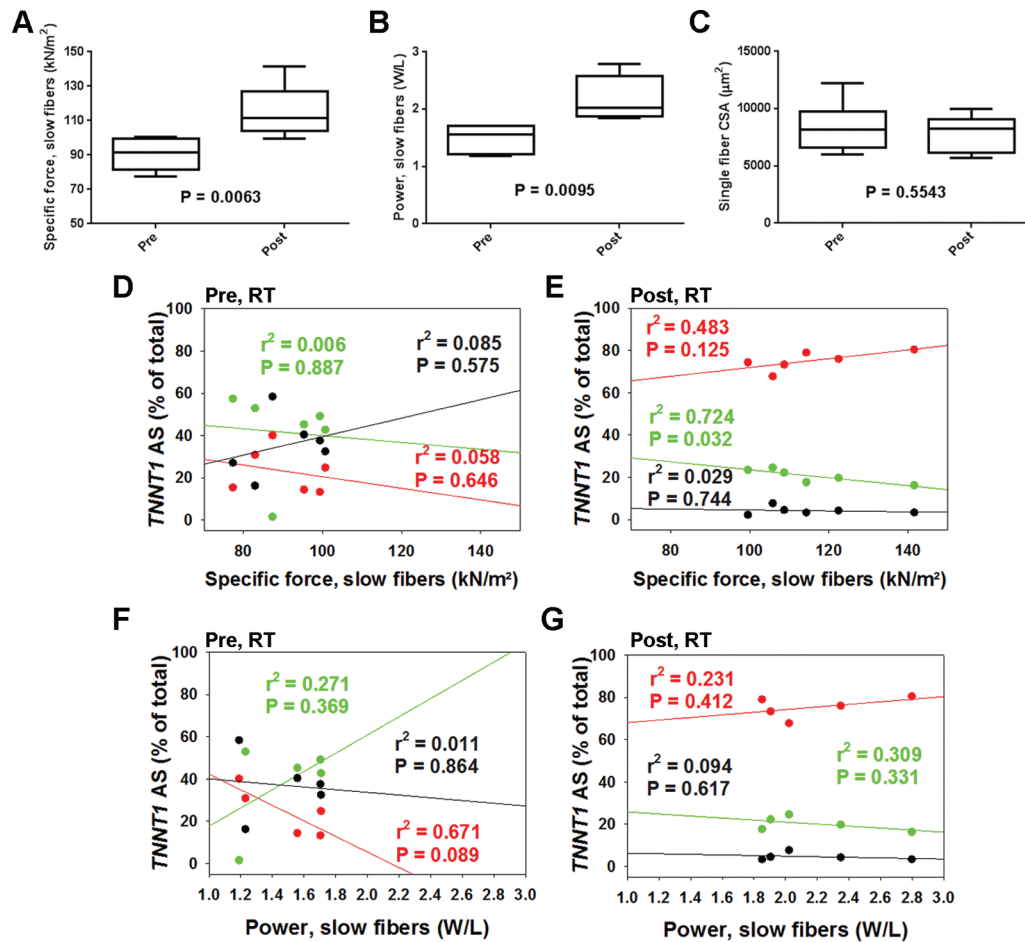 A
Specific force, slow fibers (kN/m²)
150
130
110
90
70
50
P = 0.0063
Pre
Post
B
Power, slow fibers (W/L)
3
2
1
0
P = 0.0095
Pre
Post
C
Single fiber CSA (μm²)
15000
10000
5000
0
P = 0.5543
Pre
Post
D
Pre, RT
TNNT1 AS (% of total)
100
80
60
40
20
0
r² = 0.006
P = 0.887
r² = 0.085
P = 0.575
r² = 0.058
P = 0.646
80 100 120 140
Specific force, slow fibers (kN/m²)
E
Post, RT
TNNT1 AS (% of total)
100
80
60
40
20
0
r² = 0.483
P = 0.125
r² = 0.724
P = 0.032
r² = 0.029
P = 0.744
80 100 120 140
Specific force, slow fibers (kN/m²)
F
Pre, RT
TNNT1 AS (% of total)
100
80
60
40
20
0
r² = 0.271
P = 0.369
r² = 0.011
P = 0.864
r² = 0.671
P = 0.089
1.0 1.2 1.4 1.6 1.8 2.0 2.2 2.4 2.6 2.8 3.0
Power, slow fibers (W/L)
G
Post, RT
TNNT1 AS (% of total)
100
80
60
40
20
0
r² = 0.231
P = 0.412
r² = 0.309
P = 0.331
r² = 0.094
P = 0.617
1.0 1.2 1.4 1.6 1.8 2.0 2.2 2.4 2.6 2.8 3.0
Power, slow fibers (W/L)